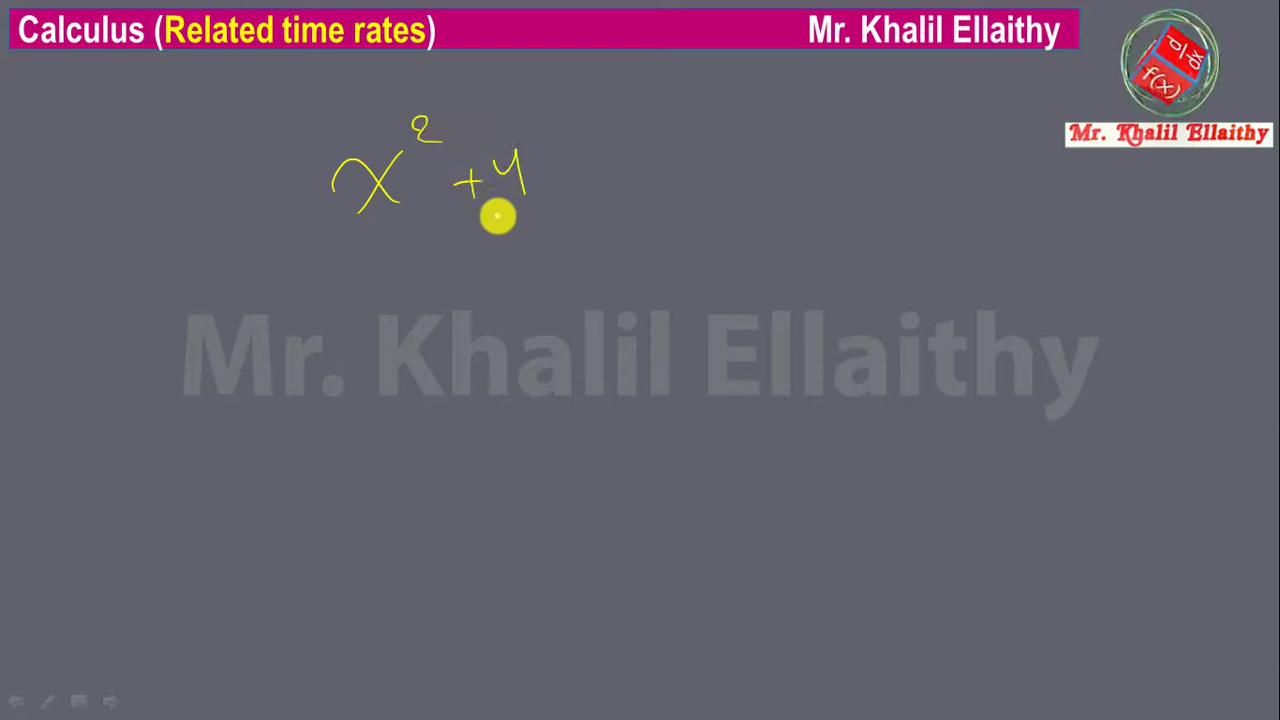 Calculus (Related time rates) Mr. Khalil Ellaithy
d/dx
f(x)
Mr. Khalil Ellaithy
x² + y
Mr. Khalil Ellaithy